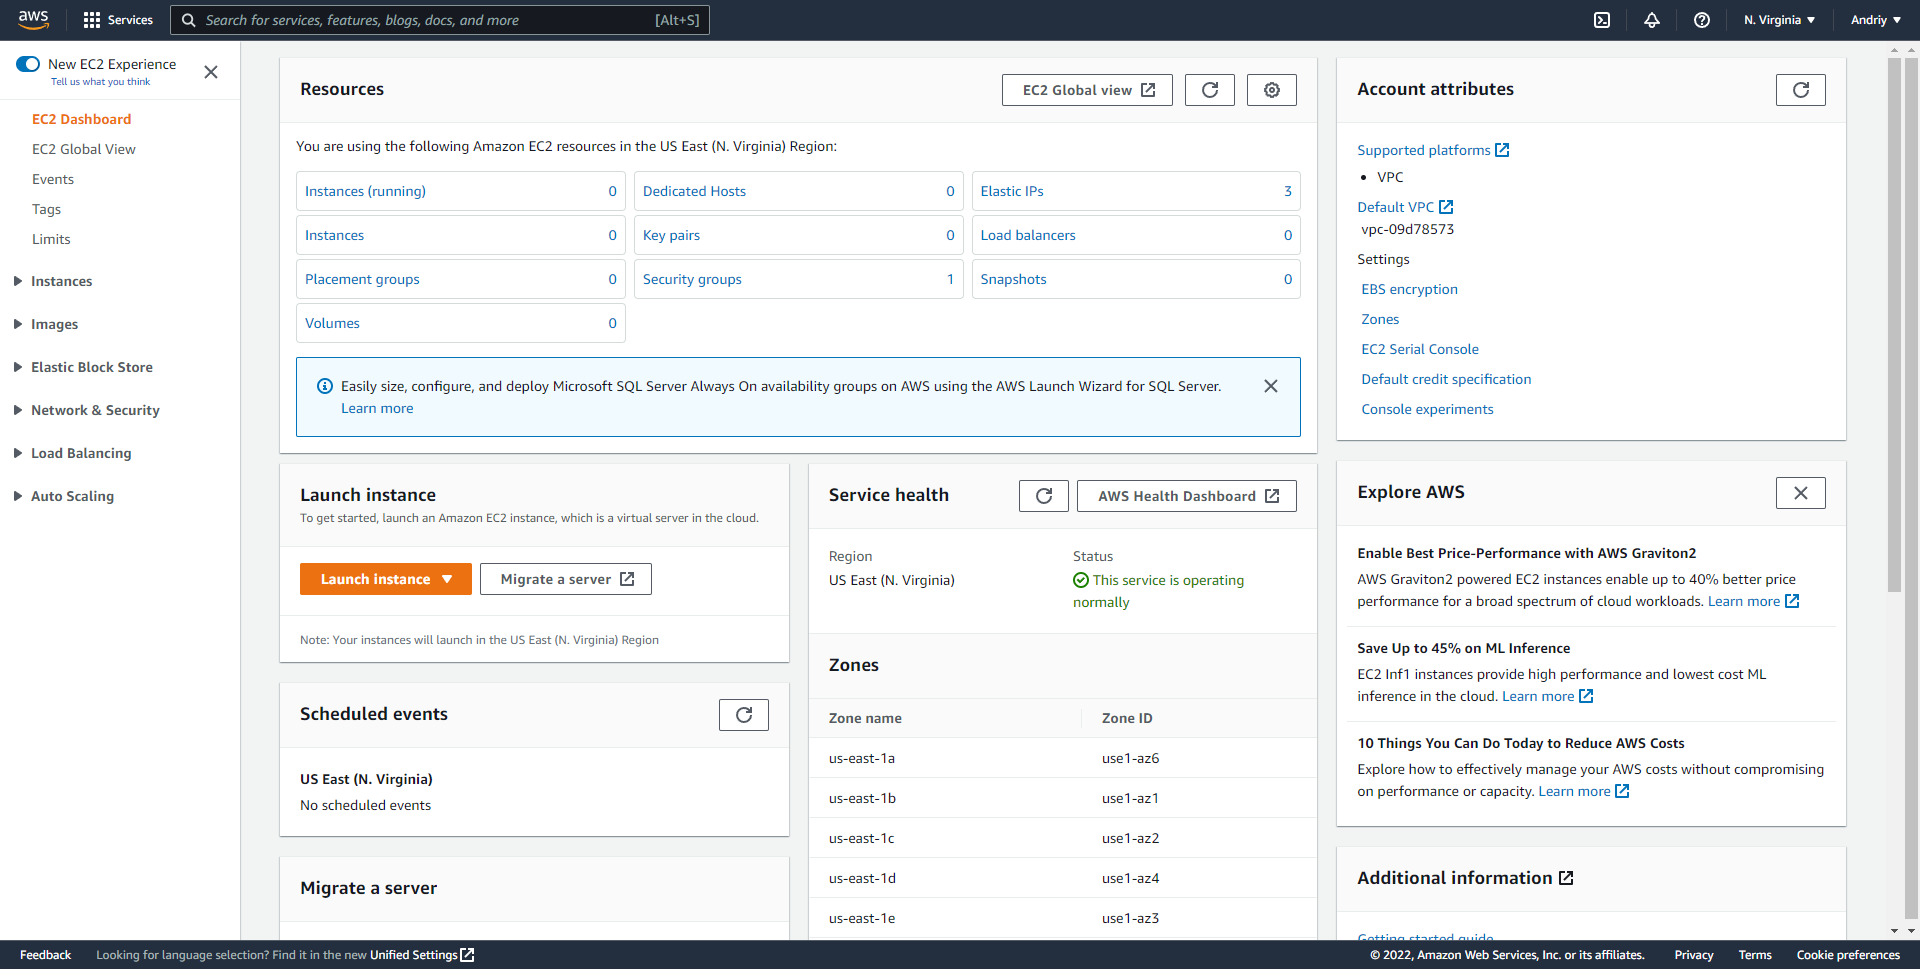 aws
Services
Search for services, features, blogs, docs, and more [Alt+S]
N. Virginia
Andriy
New EC2 Experience
Tell us what you think
EC2 Dashboard
EC2 Global View
Events
Tags
Limits
Instances
Images
Elastic Block Store
Network & Security
Load Balancing
Auto Scaling
Resources
EC2 Global view
You are using the following Amazon EC2 resources in the US East (N. Virginia) Region:
Instances (running) 0
Dedicated Hosts 0
Elastic IPs 3
Instances 0
Key pairs 0
Load balancers 0
Placement groups 0
Security groups 1
Snapshots 0
Volumes 0
Easily size, configure, and deploy Microsoft SQL Server Always On availability groups on AWS using the AWS Launch Wizard for SQL Server.
Learn more
Launch instance
To get started, launch an Amazon EC2 instance, which is a virtual server in the cloud.
Launch instance
Migrate a server
Note: Your instances will launch in the US East (N. Virginia) Region
Scheduled events
US East (N. Virginia)
No scheduled events
Migrate a server
Service health
AWS Health Dashboard
Region
US East (N. Virginia)
Status
This service is operating
normally
Zones
Zone name Zone ID
us-east-1a use1-az6
us-east-1b use1-az1
us-east-1c use1-az2
us-east-1d use1-az4
us-east-1e use1-az3
Account attributes
Supported platforms
• VPC
Default VPC
vpc-09d78573
Settings
EBS encryption
Zones
EC2 Serial Console
Default credit specification
Console experiments
Explore AWS
Enable Best Price-Performance with AWS Graviton2
AWS Graviton2 powered EC2 instances enable up to 40% better price
performance for a broad spectrum of cloud workloads. Learn more
Save Up to 45% on ML Inference
EC2 Inf1 instances provide high performance and lowest cost ML
inference in the cloud. Learn more
10 Things You Can Do Today to Reduce AWS Costs
Explore how to effectively manage your AWS costs without compromising
on performance or capacity. Learn more
Additional information
Getting started guide
Feedback
Looking for language selection? Find it in the new Unified Settings
© 2022, Amazon Web Services, Inc. or its affiliates.
Privacy
Terms
Cookie preferences